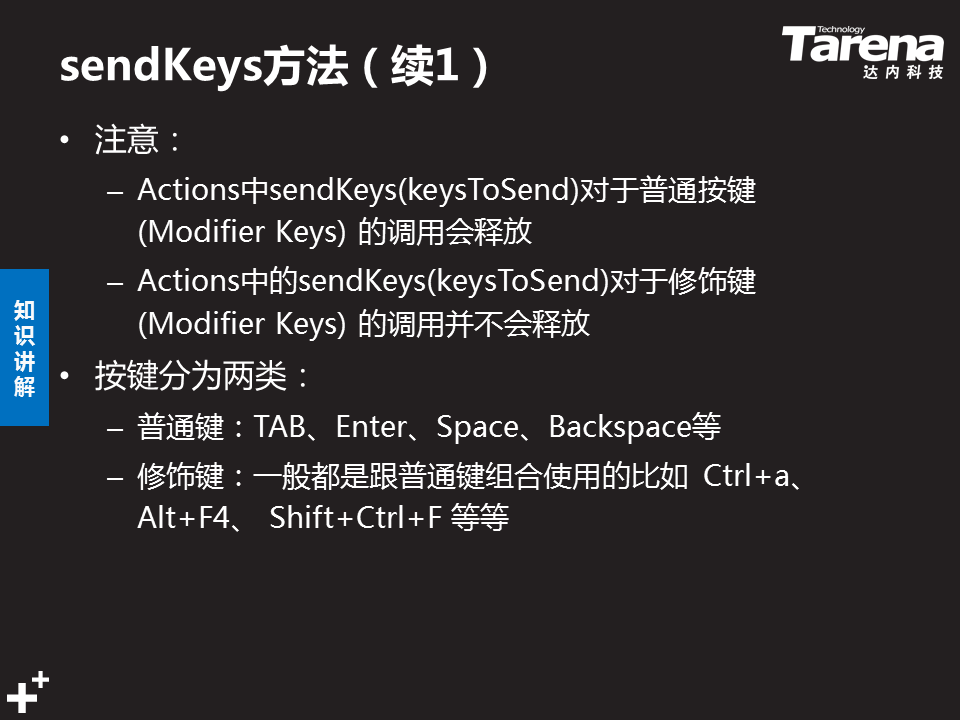 sendKeys方法（续1）
Technology
Tarena
达内科技
• 注意：
– Actions中sendKeys(keysToSend)对于普通按键
(Modifier Keys) 的调用会释放
– Actions中的sendKeys(keysToSend)对于修饰键
(Modifier Keys) 的调用并不会释放
知识讲解
• 按键分为两类：
– 普通键：TAB、Enter、Space、Backspace等
– 修饰键：一般都是跟普通键组合使用的比如 Ctrl+a、
Alt+F4、 Shift+Ctrl+F 等等